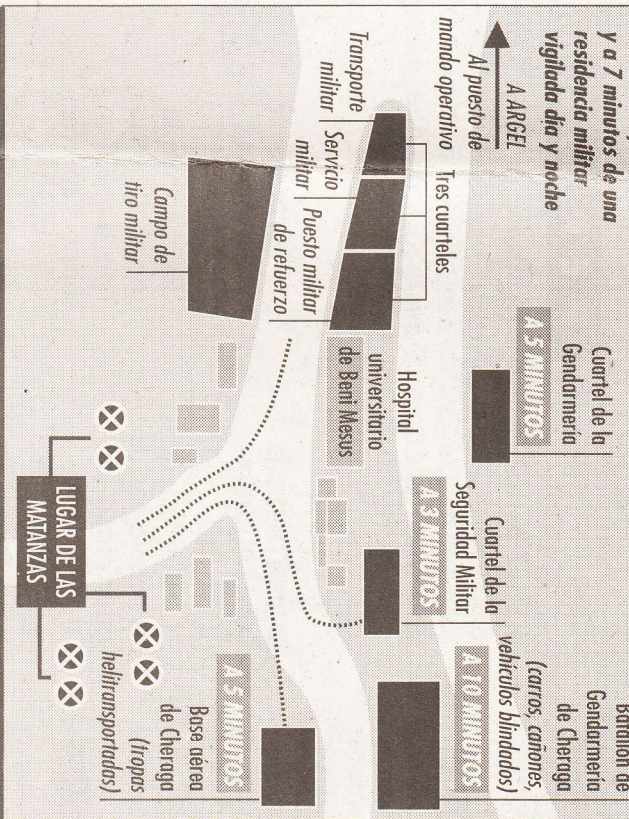 y a 7 minutos de una
residencia militar
vigilada día y noche
A ARGEL
Al puesto de
mando operativo
Cuartel de la
Gendarmería
A 5 MINUTOS
Batallón de
Gendarmería
de Cheraga
(carros, cañones,
vehículos blindados)
A 10 MINUTOS
Cuartel de la
Seguridad Militar
A 3 MINUTOS
Tres cuarteles
Transporte
militar
Servicio
militar
Puesto militar
de refuerzo
Hospital
universitario
de Beni Mesus
Campo de
tiro militar
A 5 MINUTOS
Base aérea
de Cheraga
(tropas
helitransportadas)
LUGAR DE LAS
MATANZAS